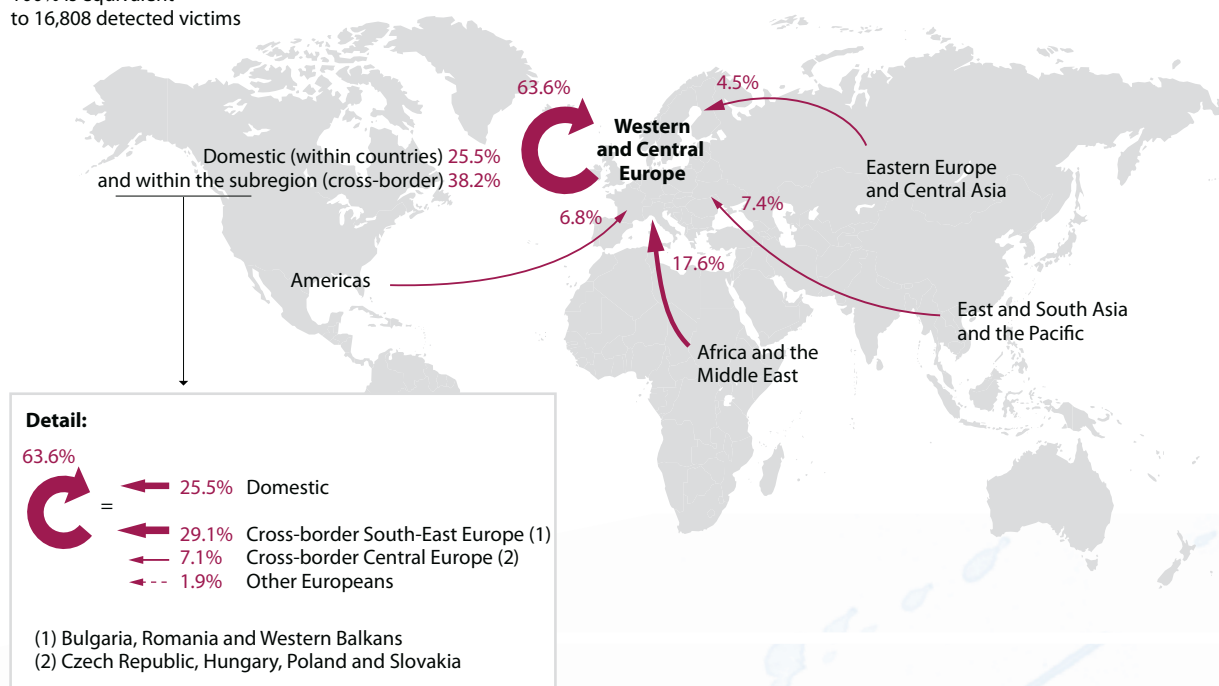 to 16,808 detected victims
63.6%
4.5%
Western
and Central
Europe
Domestic (within countries) 25.5%
and within the subregion (cross-border) 38.2%
Eastern Europe
and Central Asia
6.8%
7.4%
17.6%
Americas
East and South Asia
and the Pacific
Africa and the
Middle East
Detail:
63.6%
=
25.5% Domestic
29.1% Cross-border South-East Europe (1)
7.1% Cross-border Central Europe (2)
1.9% Other Europeans
(1) Bulgaria, Romania and Western Balkans
(2) Czech Republic, Hungary, Poland and Slovakia